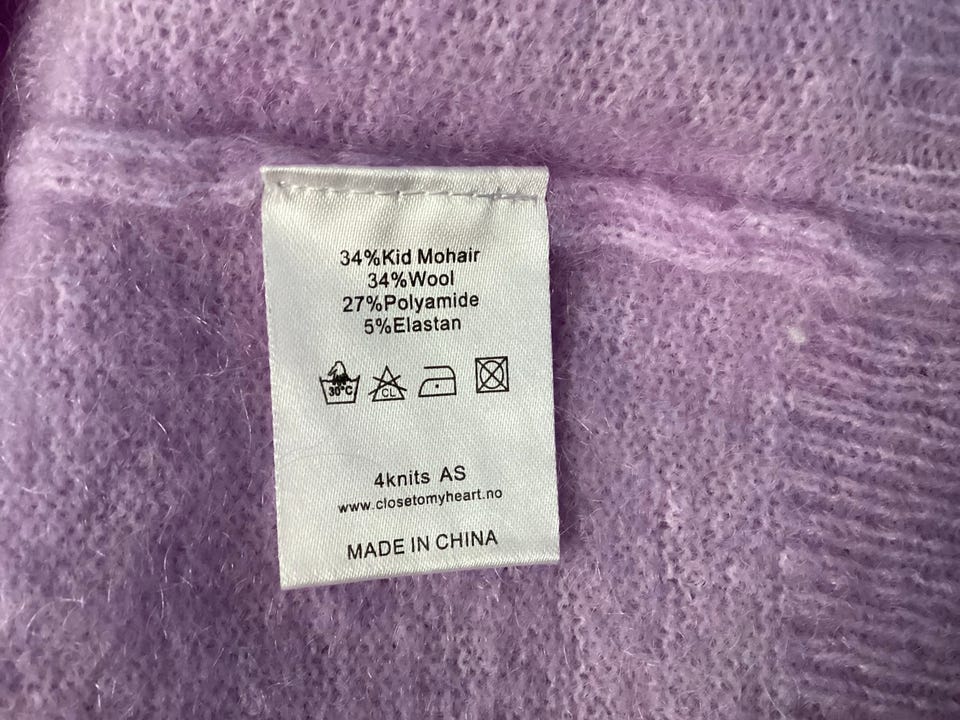 34%Kid Mohair
34%Wool
27%Polyamide
5%Elastan
30°C CL
4knits AS
www.closetomyheart.no
MADE IN CHINA